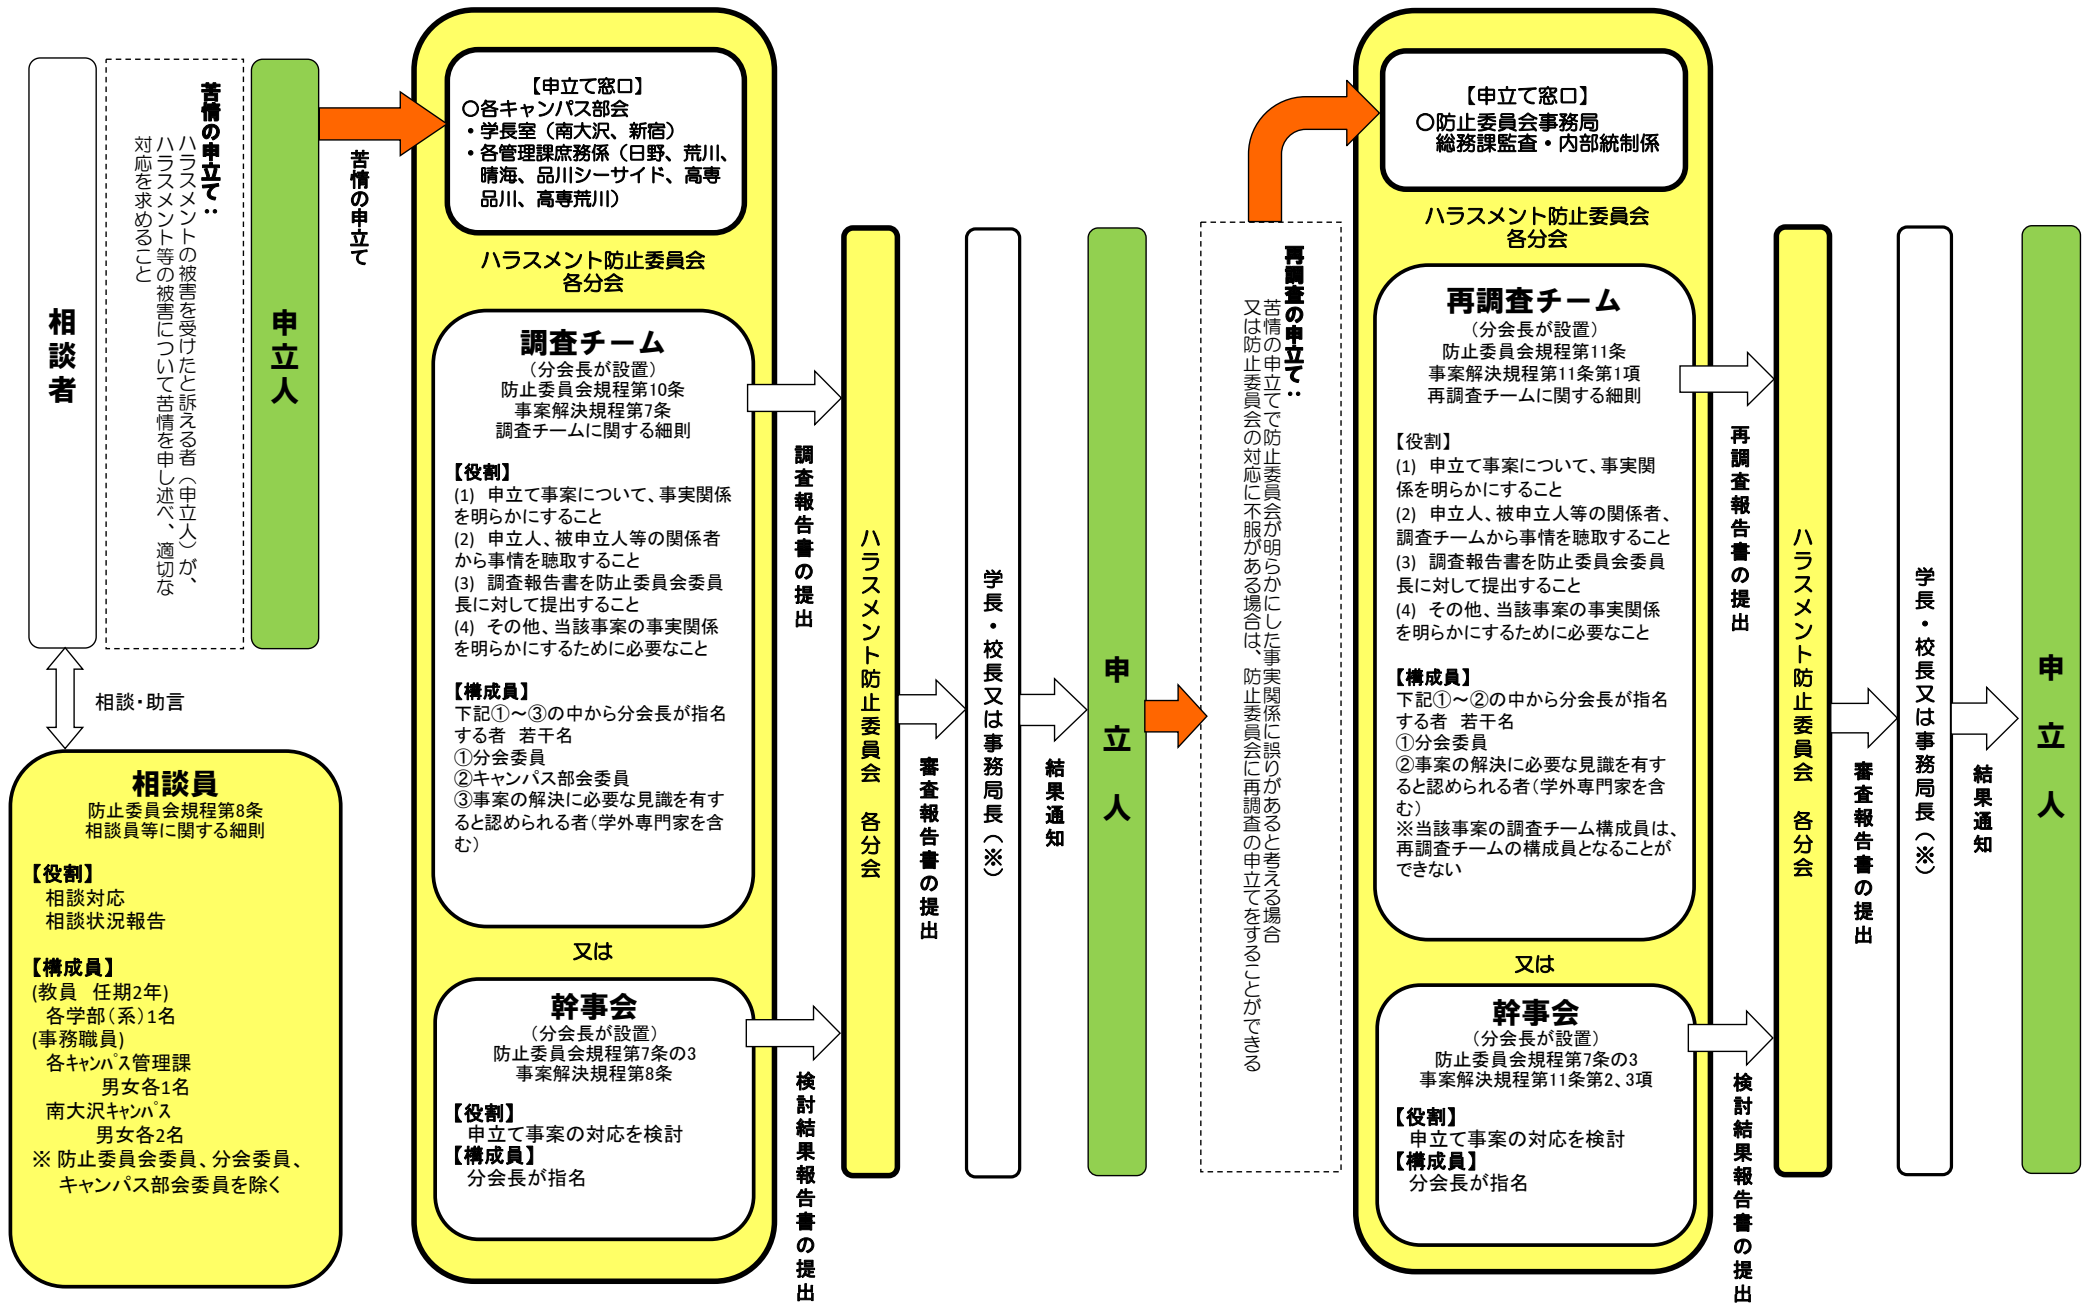 相談者
苦情の申立て：
ハラスメントの被害を受けたと訴える者（申立人）が、
ハラスメント等の被害について苦情を申し述べ、適切な
対応を求めること
申立人
苦情の申立て
相談・助言
相談員
防止委員会規程第8条
相談員等に関する細則
【役割】
相談対応
相談状況報告
【構成員】
(教員　任期2年)
各学部（系）1名
(事務職員)
各ｷｬﾝﾊﾟｽ管理課
男女各1名
南大沢ｷｬﾝﾊﾟｽ
男女各2名
※ 防止委員会委員、分会委員、
キャンパス部会委員を除く
【申立て窓口】
〇各キャンパス部会
・学長室（南大沢、新宿）
・各管理課庶務係（日野、荒川、
晴海、品川シーサイド、高専
品川、高専荒川）
ハラスメント防止委員会
各分会
調査チーム
（分会長が設置）
防止委員会規程第10条
事案解決規程第7条
調査チームに関する細則
【役割】
(1)　申立て事案について、事実関係
を明らかにすること
(2)　申立人、被申立人等の関係者
から事情を聴取すること
(3)　調査報告書を防止委員会委員
長に対して提出すること
(4)　その他、当該事案の事実関係
を明らかにするために必要なこと
【構成員】
下記①～③の中から分会長が指名
する者　若干名
①分会委員
②キャンパス部会委員
③事案の解決に必要な見識を有す
ると認められる者（学外専門家を含
む）
又は
幹事会
（分会長が設置）
防止委員会規程第7条の3
事案解決規程第8条
【役割】
申立て事案の対応を検討
【構成員】
分会長が指名
調査報告書の提出
検討結果報告書の提出
ハラスメント防止委員会　各分会
審査報告書の提出
学長・校長又は事務局長（※）
結果通知
申立人
再調査の申立て：
苦情の申立てで防止委員会が明らかにした事実関係に誤りがあると考える場合
又は防止委員会の対応に不服がある場合は、防止委員会に再調査の申立てをすることができる
【申立て窓口】
〇防止委員会事務局
総務課監査・内部統制係
ハラスメント防止委員会
各分会
再調査チーム
（分会長が設置）
防止委員会規程第11条
事案解決規程第11条第1項
再調査チームに関する細則
【役割】
(1)　申立て事案について、事実関
係を明らかにすること
(2)　申立人、被申立人等の関係者、
調査チームから事情を聴取すること
(3)　調査報告書を防止委員会委員
長に対して提出すること
(4)　その他、当該事案の事実関係
を明らかにするために必要なこと
【構成員】
下記①～②の中から分会長が指名
する者　若干名
①分会委員
②事案の解決に必要な見識を有す
ると認められる者（学外専門家を含
む）
※当該事案の調査チーム構成員は、
再調査チームの構成員となることが
できない
又は
幹事会
（分会長が設置）
防止委員会規程第7条の3
事案解決規程第11条第2、3項
【役割】
申立て事案の対応を検討
【構成員】
分会長が指名
再調査報告書の提出
検討結果報告書の提出
ハラスメント防止委員会　各分会
審査報告書の提出
学長・校長又は事務局長（※）
結果通知
申立人